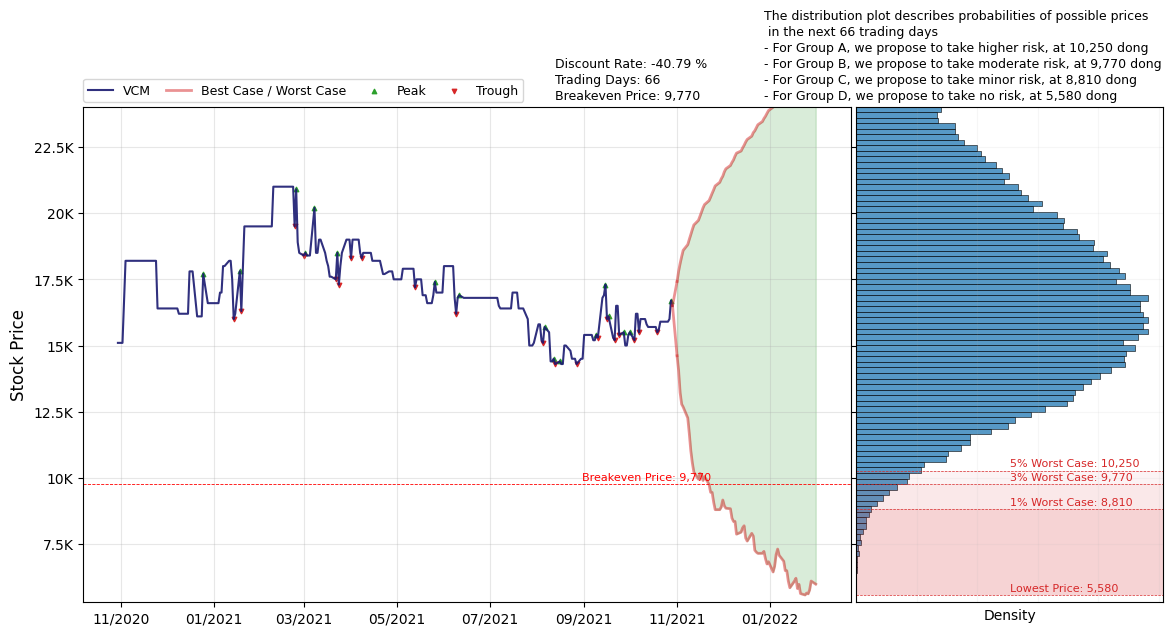 The distribution plot describes probabilities of possible prices
in the next 66 trading days
- For Group A, we propose to take higher risk, at 10,250 dong
- For Group B, we propose to take moderate risk, at 9,770 dong
- For Group C, we propose to take minor risk, at 8,810 dong
- For Group D, we propose to take no risk, at 5,580 dong
Discount Rate: -40.79 %
Trading Days: 66
Breakeven Price: 9,770
VCM
Best Case / Worst Case
Peak
Trough
Stock Price
22.5K
20K
17.5K
15K
12.5K
10K
7.5K
Breakeven Price: 9,770
5% Worst Case: 10,250
3% Worst Case: 9,770
1% Worst Case: 8,810
Lowest Price: 5,580
11/2020
01/2021
03/2021
05/2021
07/2021
09/2021
11/2021
01/2022
Density